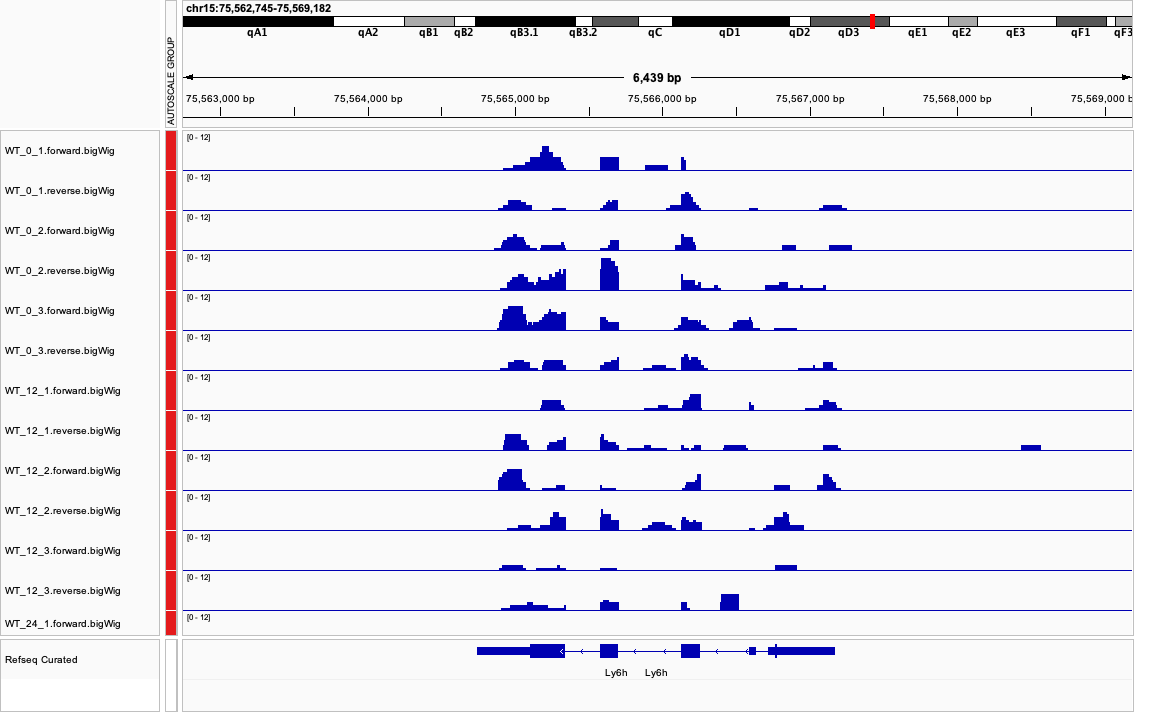 chr15:75,562,745-75,569,182
qA1 qA2 qB1 qB2 qB3.1 qB3.2 qC qD1 qD2 qD3 qE1 qE2 qE3 qF1 qF3
6,439 bp
75,563,000 bp 75,564,000 bp 75,565,000 bp 75,566,000 bp 75,567,000 bp 75,568,000 bp 75,569,000 b
AUTOSCALE GROUP
[0 - 12]
WT_0_1.forward.bigWig
[0 - 12]
WT_0_1.reverse.bigWig
[0 - 12]
WT_0_2.forward.bigWig
[0 - 12]
WT_0_2.reverse.bigWig
[0 - 12]
WT_0_3.forward.bigWig
[0 - 12]
WT_0_3.reverse.bigWig
[0 - 12]
WT_12_1.forward.bigWig
[0 - 12]
WT_12_1.reverse.bigWig
[0 - 12]
WT_12_2.forward.bigWig
[0 - 12]
WT_12_2.reverse.bigWig
[0 - 12]
WT_12_3.forward.bigWig
[0 - 12]
WT_12_3.reverse.bigWig
[0 - 12]
WT_24_1.forward.bigWig
Refseq Curated
Ly6h Ly6h